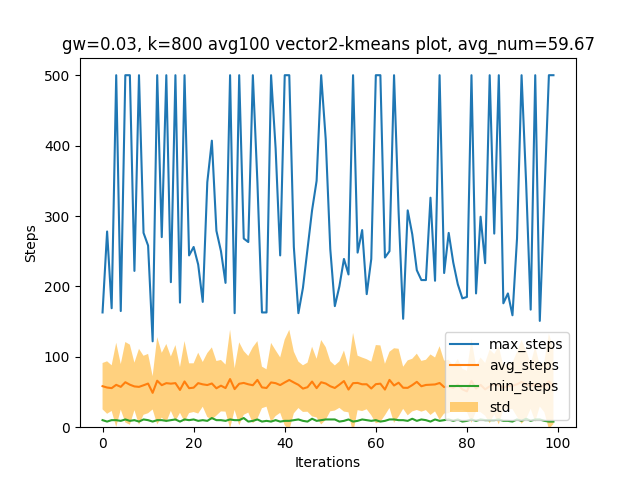 gw=0.03, k=800 avg100 vector2-kmeans plot, avg_num=59.67
500
400
300
200
100
0
Steps
0
20
40
60
80
100
Iterations
max_steps
avg_steps
min_steps
std